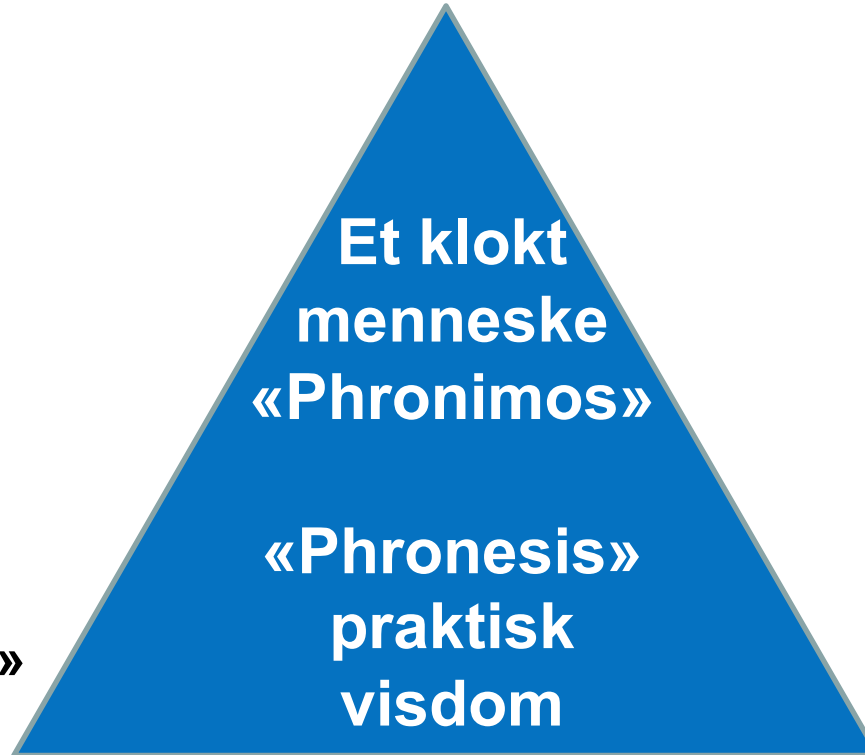 Et klokt
menneske
«Phronimos»
«Phronesis»
praktisk
»
visdom